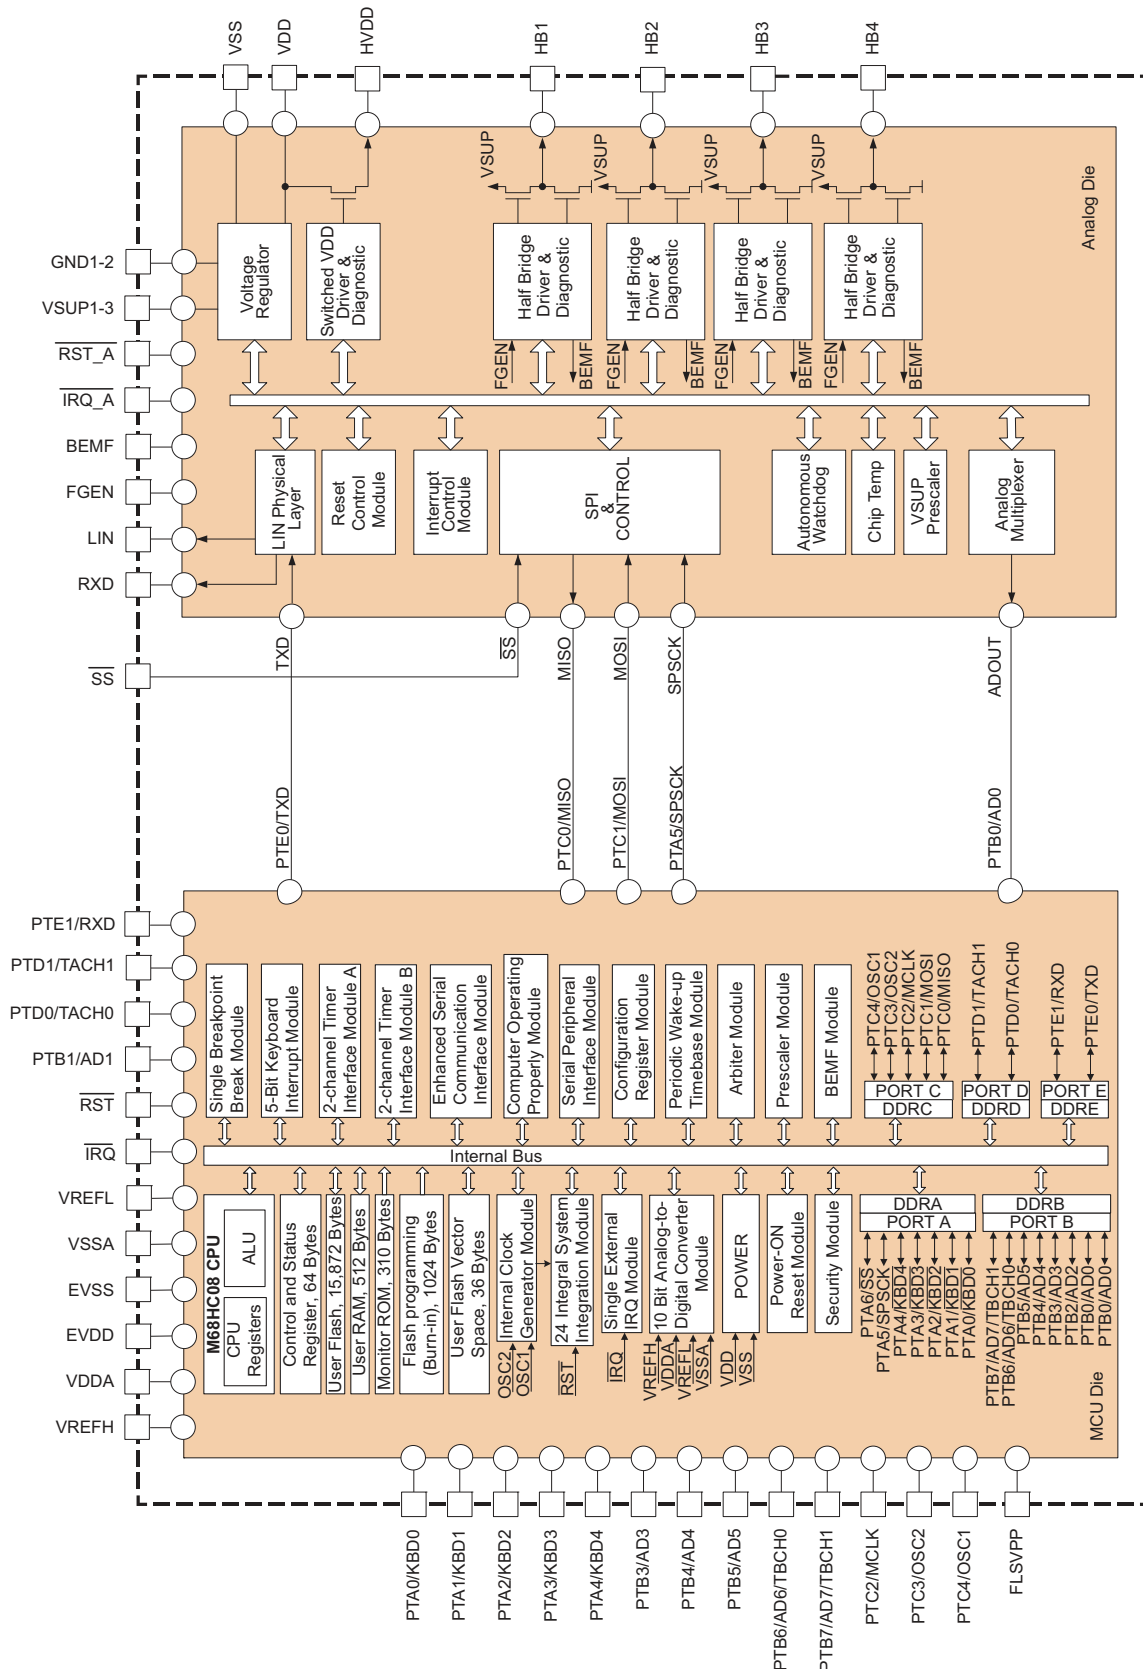 VSS
VDD
HVDD
HB1
HB2
HB3
HB4
GND1-2
VSUP1-3
RST_A
IRQ_A
BEMF
FGEN
LIN
RXD
SS
PTE1/RXD
PTD1/TACH1
PTD0/TACH0
PTB1/AD1
RST
IRQ
VREFL
VSSA
EVSS
EVDD
VDDA
VREFH
Analog Die
VSUP
VSUP
VSUP
VSUP
Voltage
Regulator
Switched VDD
Driver &
Diagnostic
Half Bridge
Driver &
Diagnostic
Half Bridge
Driver &
Diagnostic
Half Bridge
Driver &
Diagnostic
Half Bridge
Driver &
Diagnostic
FGEN
BEMF
FGEN
BEMF
FGEN
BEMF
FGEN
BEMF
LIN Physical
Layer
Reset
Control
Module
Interrupt
Control
Module
SPI
&
CONTROL
Autonomous
Watchdog
Chip Temp
VSUP
Prescaler
Analog
Multiplexer
TXD
SS
MISO
MOSI
SPSCK
ADOUT
PTE0/TXD
PTC0/MISO
PTC1/MOSI
PTA5/SPSCK
PTB0/AD0
Single Breakpoint
Break Module
5-Bit Keyboard
Interrupt Module
2-channel Timer
Interface Module A
2-channel Timer
Interface Module B
Enhanced Serial
Communication
Interface Module
Computer Operating
Properly Module
Serial Peripheral
Interface Module
Configuration
Register Module
Periodic Wake-up
Timebase Module
Arbiter Module
Prescaler Module
BEMF Module
PTC4/OSC1
PTC3/OSC2
PTC2/MCLK
PTC1/MOSI
PTC0/MISO
PORT C
DDRC
PTD1/TACH1
PTD0/TACH0
PORT D
DDRD
PTE1/RXD
PTE0/TXD
PORT E
DDRE
Internal Bus
M68HC08 CPU
CPU
Registers
ALU
Control and Status
Register, 64 Bytes
User Flash, 15,872 Bytes
User RAM, 512 Bytes
Monitor ROM, 310 Bytes
Flash programming
(Burn-in), 1024 Bytes
User Flash Vector
Space, 36 Bytes
Internal Clock
Generator Module
OSC2
OSC1
24 Integral System
Integration Module
RST
Single External
IRQ Module
IRQ
10 Bit Analog-to-
Digital Converter
Module
VREFH
VDDA
VREFL
VSSA
POWER
VDD
VSS
Power-ON
Reset Module
Security Module
DDRA
PORT A
PTA6/SS
PTA5/SPSCK
PTA4/KBD4
PTA3/KBD3
PTA2/KBD2
PTA1/KBD1
PTA0/KBD0
DDRB
PORT B
PTB7/AD7/TBCH1
PTB6/AD6/TBCH0
PTB5/AD5
PTB4/AD4
PTB3/AD3
PTB2/AD2
PTB0/AD0
PTB0/AD0
MCU Die
PTA0/KBD0
PTA1/KBD1
PTA2/KBD2
PTA3/KBD3
PTA4/KBD4
PTB3/AD3
PTB4/AD4
PTB5/AD5
PTB6/AD6/TBCH0
PTB7/AD7/TBCH1
PTC2/MCLK
PTC3/OSC2
PTC4/OSC1
FLSVPP